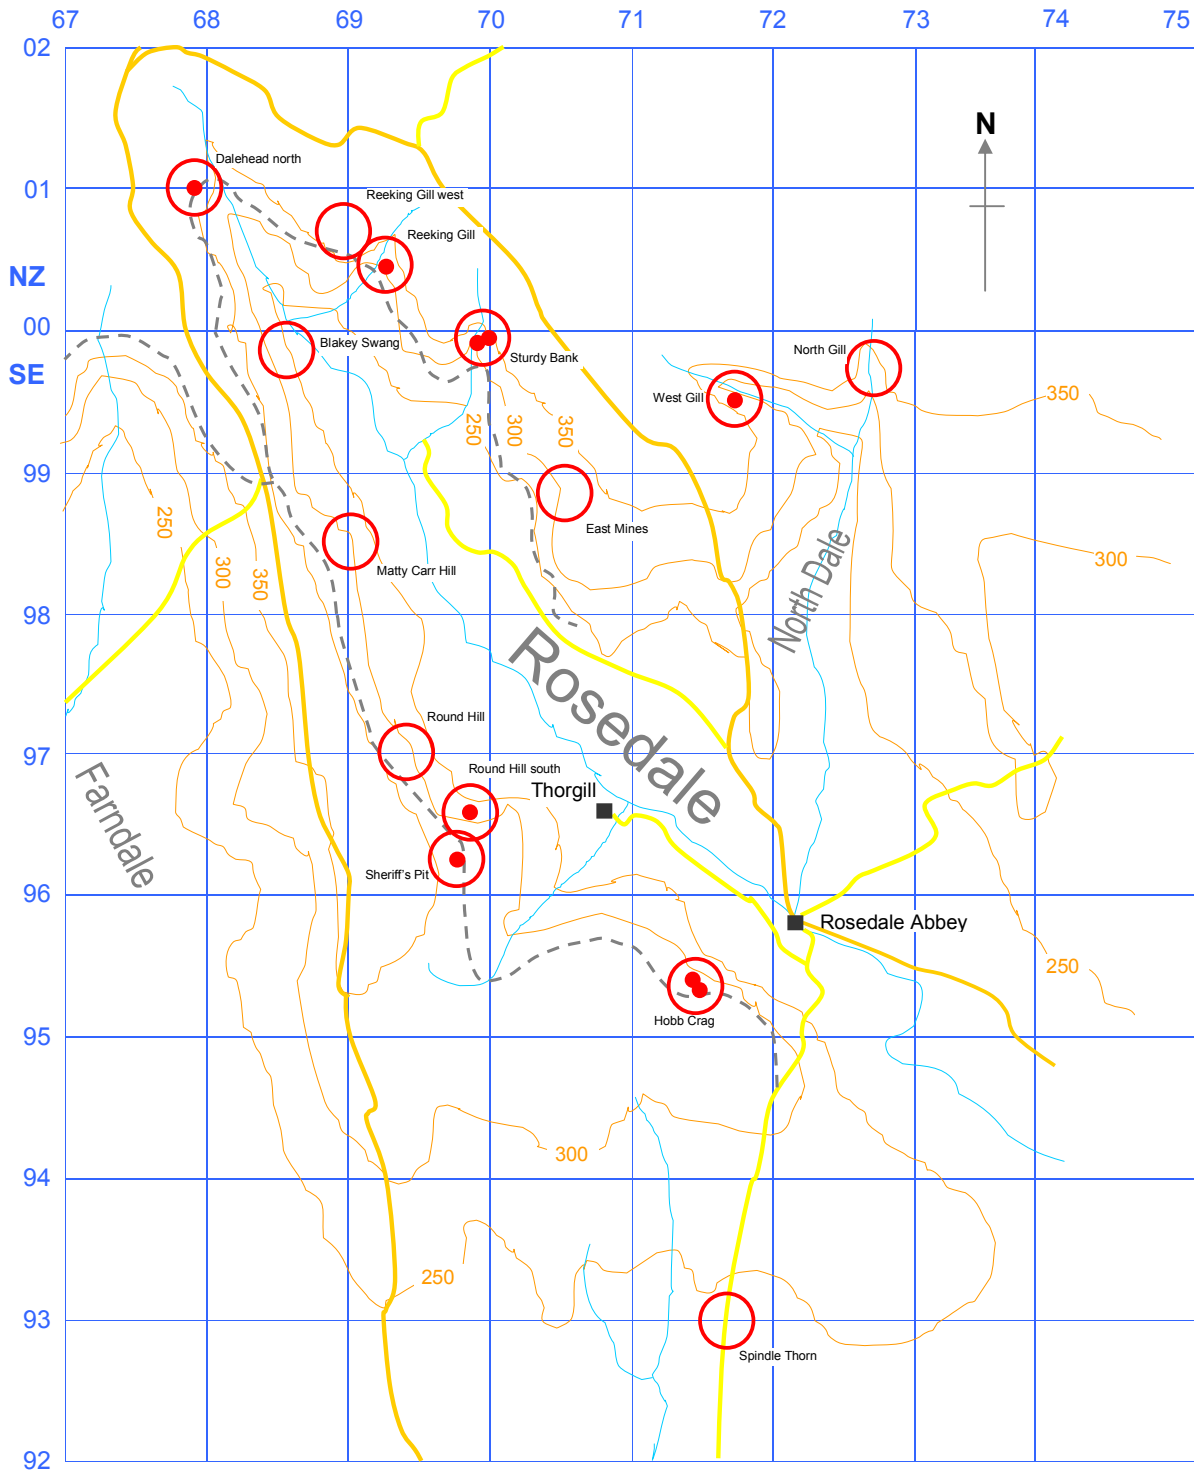 67 68 69 70 71 72 73 74 75
02
N
Dalehead north
01
Reeking Gill west
Reeking Gill
NZ
00
Blakey Swang
Sturdy Bank
North Gill
SE
West Gill
350
250
300
350
99
East Mines
250
300
350
Matty Carr Hill
North Dale
300
98
Rosedale
Round Hill
97
Round Hill south
Farndale
Thorgill
Sheriff's Pit
96
Rosedale Abbey
250
Hobb Crag
95
300
94
250
93
Spindle Thorn
92